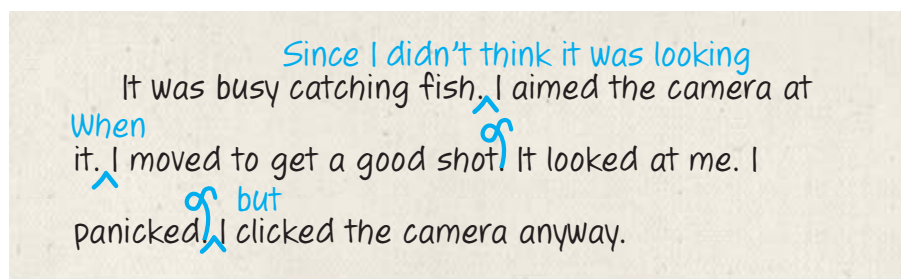 Since I didn't think it was looking
It was busy catching fish. I aimed the camera at
When
it. I moved to get a good shot. It looked at me. I
but
panicked. I clicked the camera anyway.